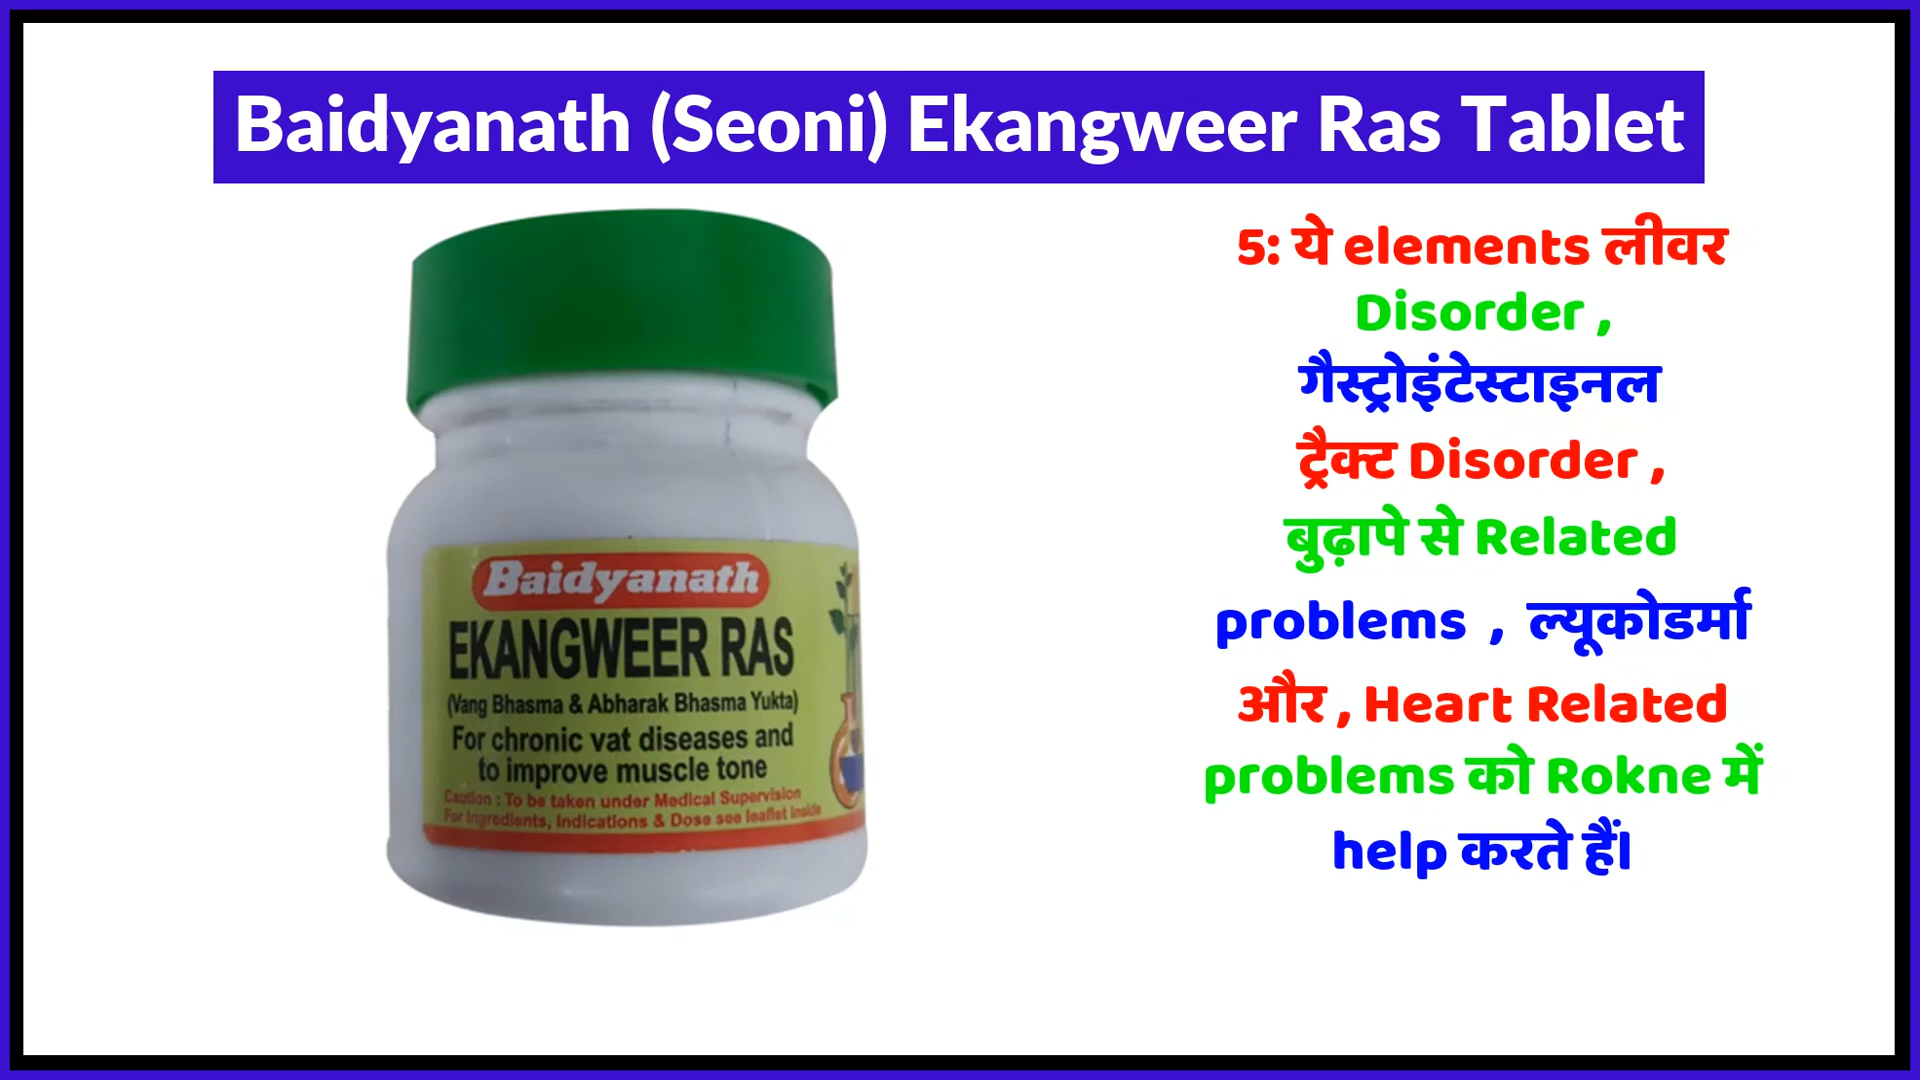 Baidyanath (Seoni) Ekangweer Ras Tablet
5: ये elements लीवर
Disorder ,
गैस्ट्रोइंटेस्टाइनल
ट्रैक्ट Disorder ,
बुढ़ापे से Related
problems , ल्यूकोडर्मा
और , Heart Related
problems को Rokne में
help करते हैं।
Baidyanath
EKANGWEER RAS
(Vang Bhasma & Abharak Bhasma Yukta)
For chronic vat diseases and
to improve muscle tone
Caution : To be taken under Medical Supervision
For Ingredients, Indications & Dose see leaflet inside